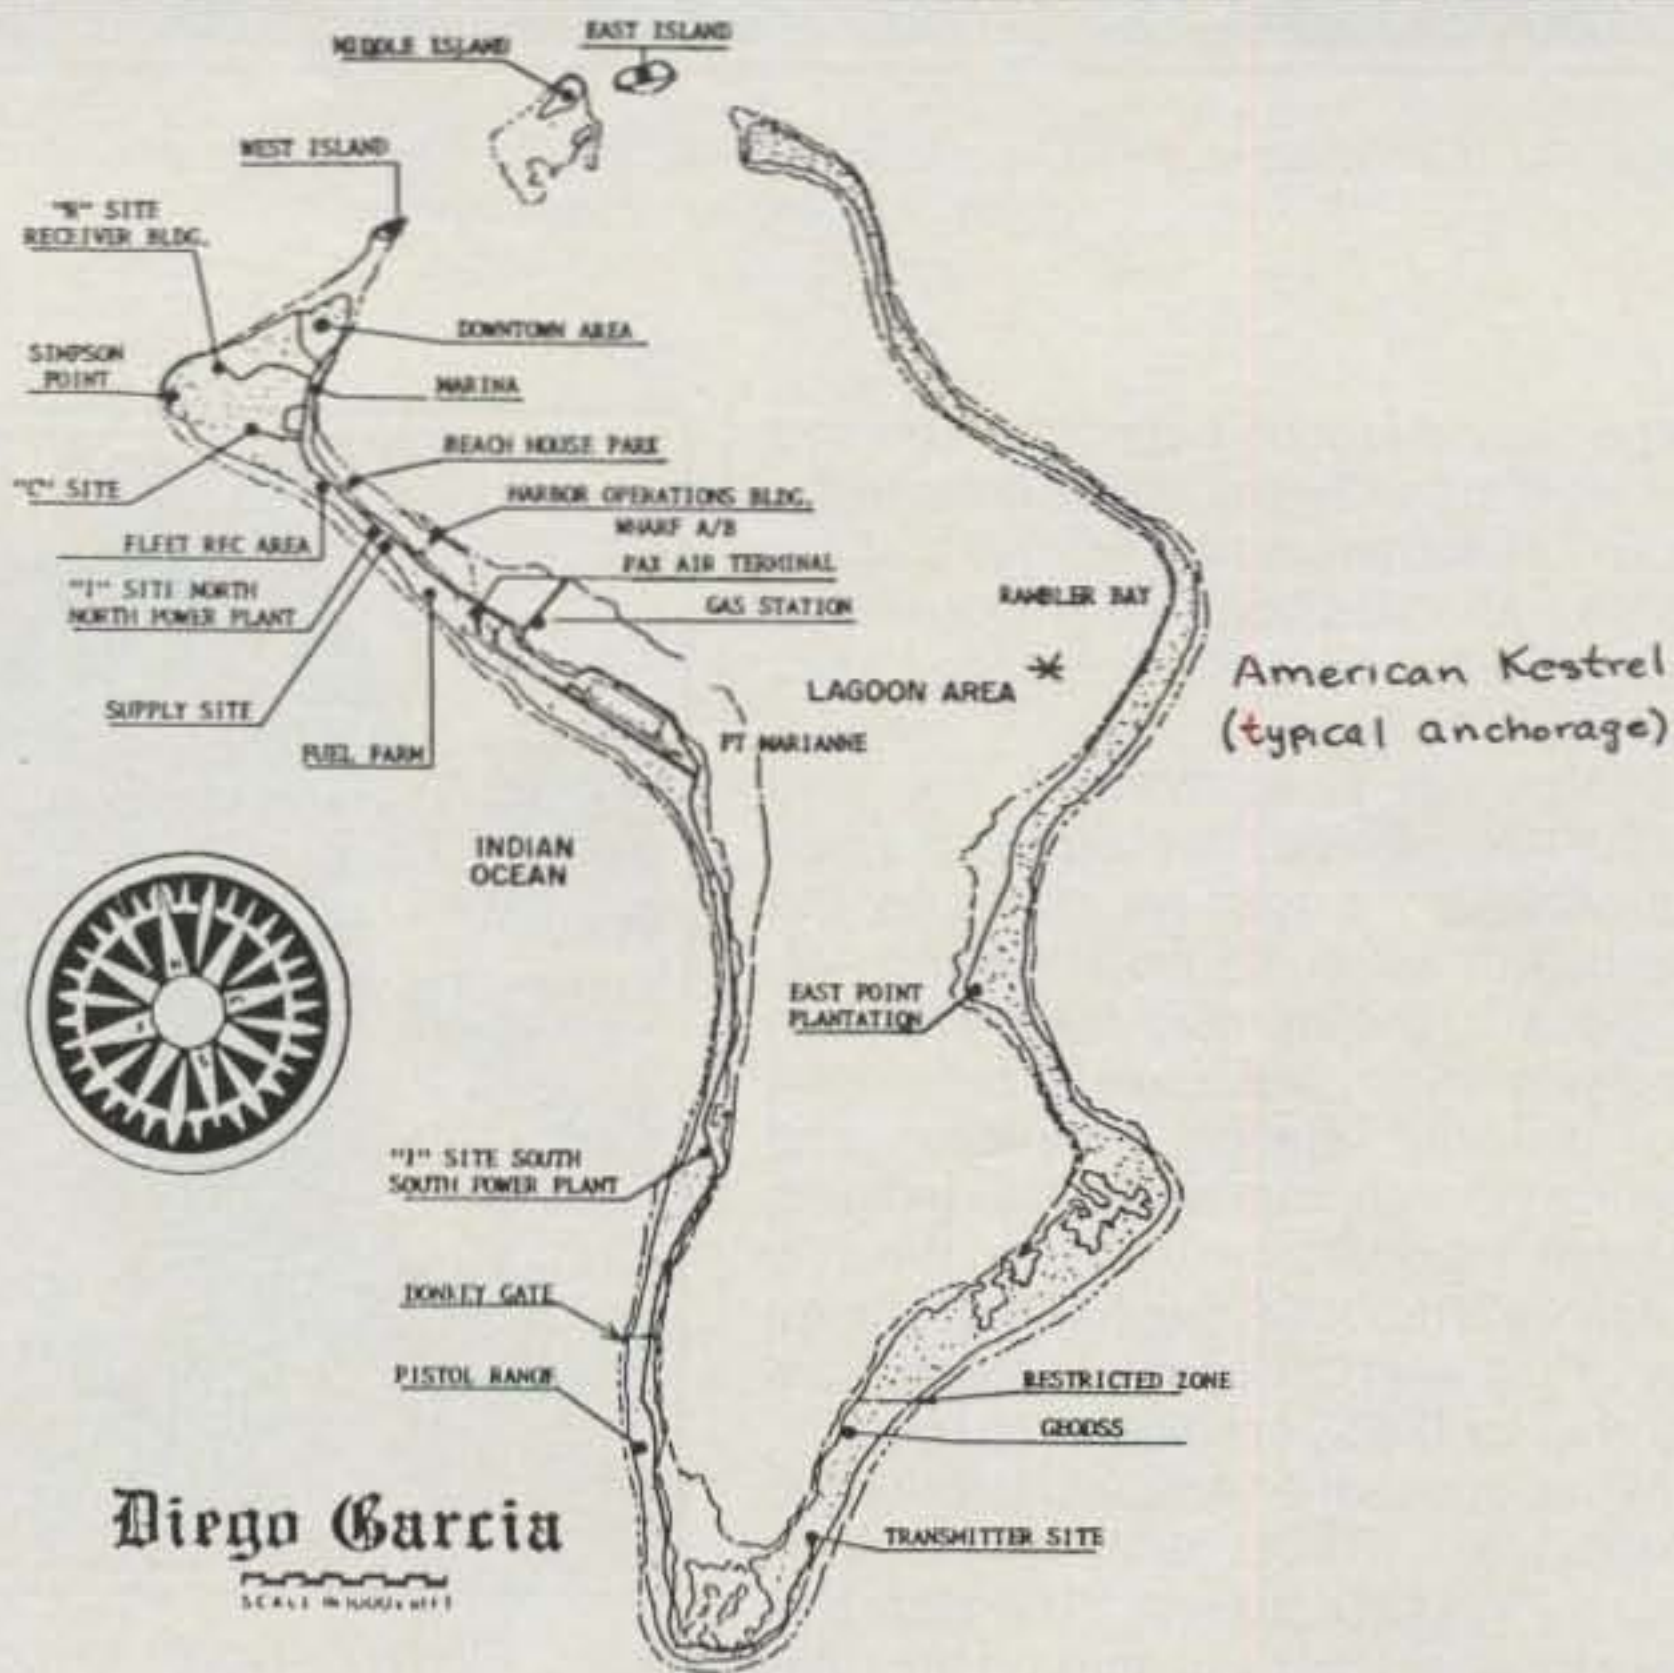 MIDDLE ISLAND
EAST ISLAND
WEST ISLAND
SITE
RECEIVER BLDG.
DOWNTOWN AREA
SIMPSON
POINT
MARINA
BEACH HOUSE PARK
"C" SITE
HARBOR OPERATIONS BLDG.
WHARF A/B
FLEET REC AREA
PAX AIR TERMINAL
"I" SITE NORTH
NORTH POWER PLANT
GAS STATION
RAMBLER BAY
American Kestrel
(typical anchorage)
LAGOON AREA
SUPPLY SITE
FUEL FARM
PT MARIANNE
INDIAN
OCEAN
EAST POINT
PLANTATION
"I" SITE SOUTH
SOUTH POWER PLANT
DONKEY GATE
PISTOL RANGE
RESTRICTED ZONE
GEODSS
Diego Garcia
TRANSMITTER SITE
SCALE IN